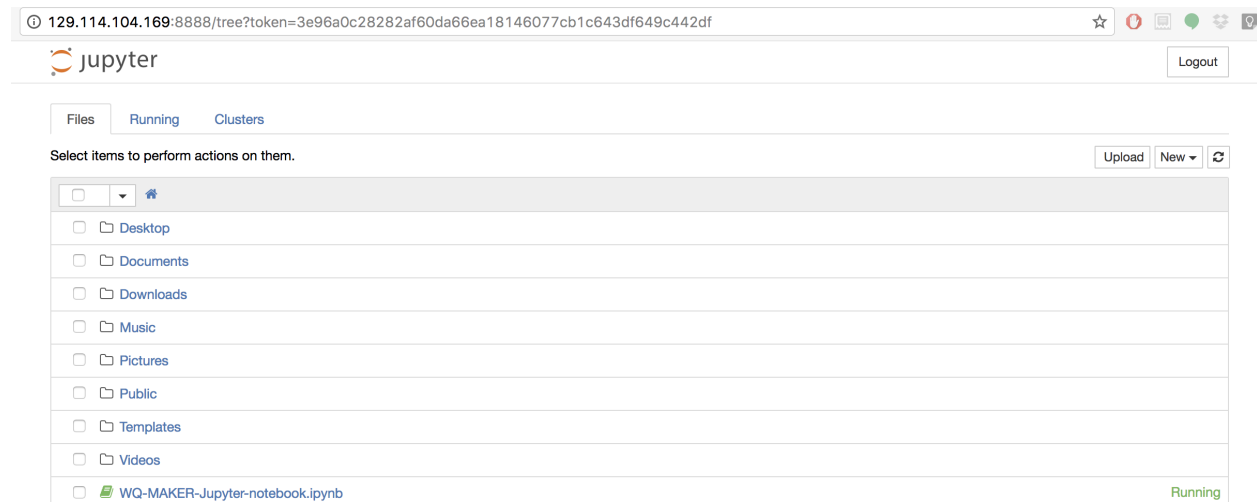 129.114.104.169:8888/tree?token=3e96a0c28282af60da66ea18146077cb1c643df649c442df
jupyter
Logout
Files Running Clusters
Select items to perform actions on them.
Upload New
Desktop
Documents
Downloads
Music
Pictures
Public
Templates
Videos
WQ-MAKER-Jupyter-notebook.ipynb Running